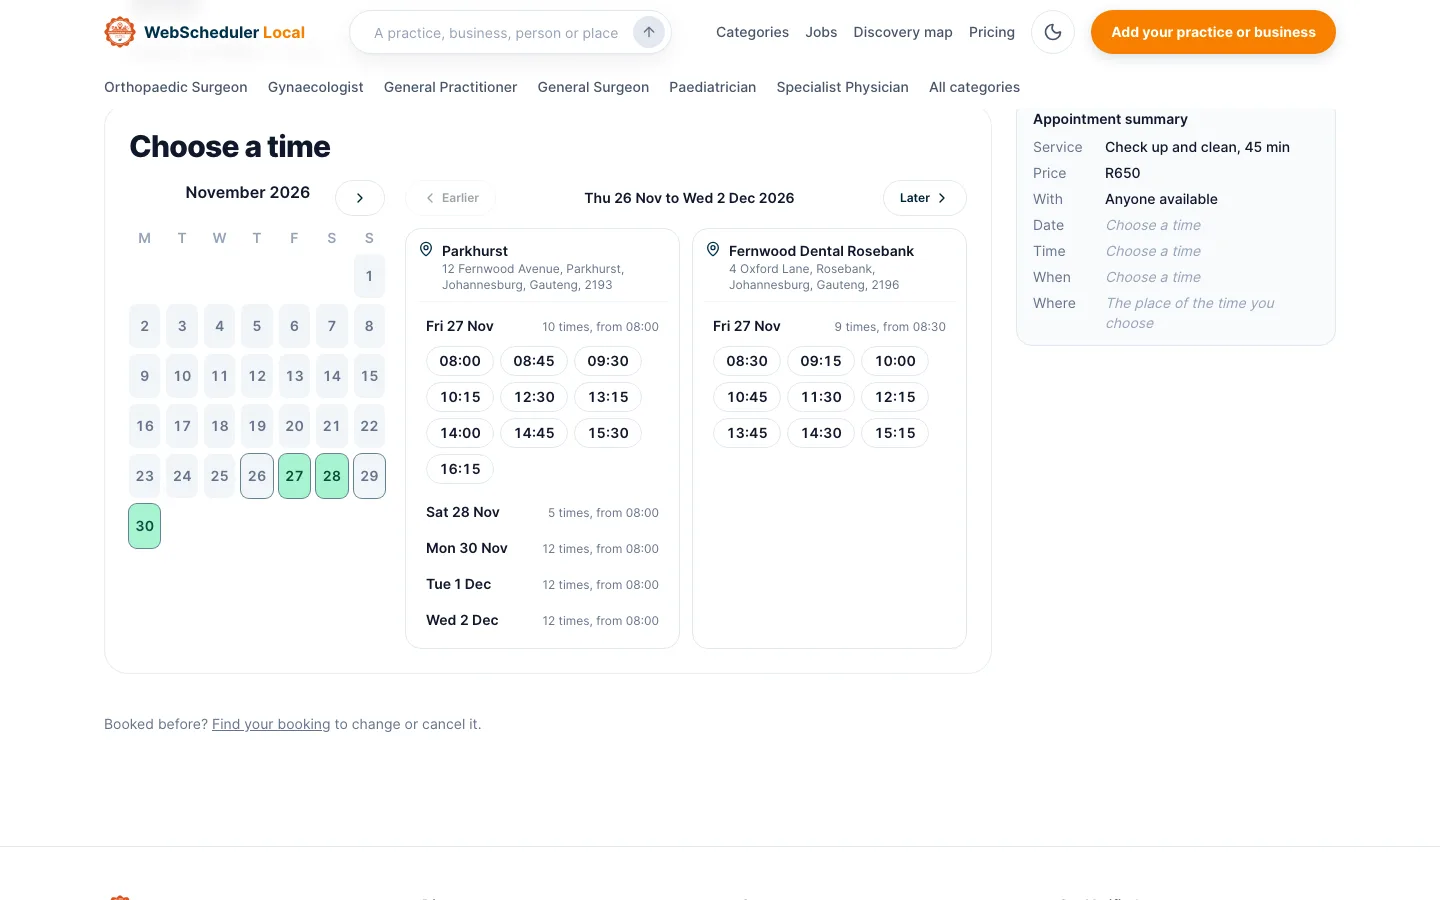 WebScheduler Local
A practice, business, person or place
Categories
Jobs
Discovery map
Pricing
Add your practice or business
Orthopaedic Surgeon
Gynaecologist
General Practitioner
General Surgeon
Paediatrician
Specialist Physician
All categories
Choose a time
November 2026
M T W T F S S
1
2 3 4 5 6 7 8
9 10 11 12 13 14 15
16 17 18 19 20 21 22
23 24 25 26 27 28 29
30
Earlier
Thu 26 Nov to Wed 2 Dec 2026
Later
Parkhurst
12 Fernwood Avenue, Parkhurst,
Johannesburg, Gauteng, 2193
Fri 27 Nov 10 times, from 08:00
08:00 08:45 09:30
10:15 12:30 13:15
14:00 14:45 15:30
16:15
Sat 28 Nov 5 times, from 08:00
Mon 30 Nov 12 times, from 08:00
Tue 1 Dec 12 times, from 08:00
Wed 2 Dec 12 times, from 08:00
Fernwood Dental Rosebank
4 Oxford Lane, Rosebank,
Johannesburg, Gauteng, 2196
Fri 27 Nov 9 times, from 08:30
08:30 09:15 10:00
10:45 11:30 12:15
13:45 14:30 15:15
Appointment summary
Service Check up and clean, 45 min
Price R650
With Anyone available
Date Choose a time
Time Choose a time
When Choose a time
Where The place of the time you
choose
Booked before? Find your booking to change or cancel it.